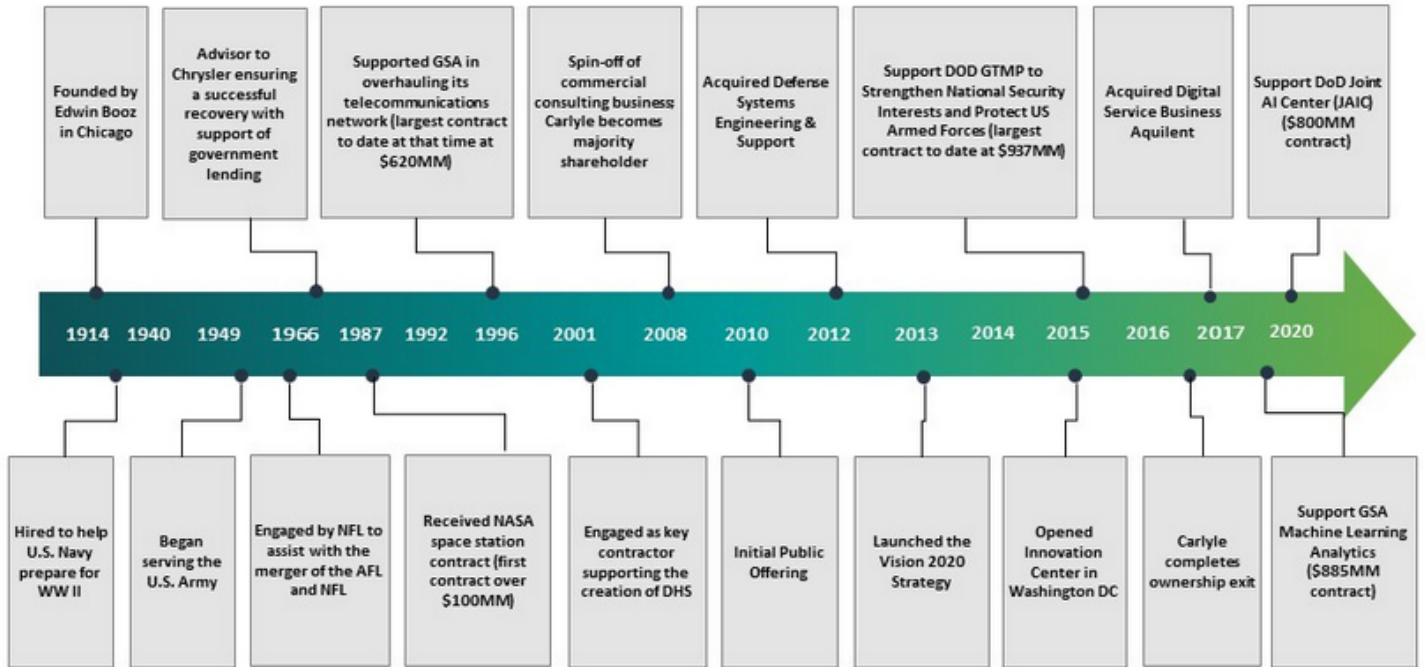 Founded by
Edwin Booz
in Chicago
Advisor to
Chrysler ensuring
a successful
recovery with
support of
government
lending
Supported GSA in
overhauling its
telecommunications
network (largest contract
to date at that time at
$620MM)
Spin-off of
commercial
consulting business;
Carlyle becomes
majority
shareholder
Acquired Defense
Systems
Engineering &
Support
Support DOD GTMP to
Strengthen National Security
Interests and Protect US
Armed Forces (largest
contract to date at $937MM)
Acquired Digital
Service Business
Aquilent
Support DoD Joint
AI Center (JAIC)
($800MM
contract)
1914 1940 1949 1966 1987 1992 1996 2001 2008 2010 2012 2013 2014 2015 2016 2017 2020
Hired to help
U.S. Navy
prepare for
WW II
Began
serving the
U.S. Army
Engaged by NFL to
assist with the
merger of the AFL
and NFL
Received NASA
space station
contract (first
contract over
$100MM)
Engaged as key
contractor
supporting the
creation of DHS
Initial Public
Offering
Launched the
Vision 2020
Strategy
Opened
Innovation
Center in
Washington DC
Carlyle
completes
ownership exit
Support GSA
Machine Learning
Analytics
($885MM
contract)